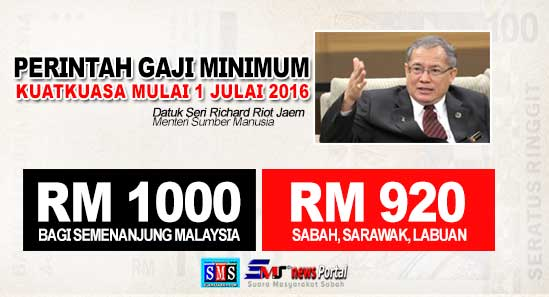 PERINTAH GAJI MINIMUM
KUATKUASA MULAI 1 JULAI 2016
Datuk Seri Richard Riot Jaem
Menteri Sumber Manusia
100
SERATUS RINGGIT
RM 1000
BAGI SEMENANJUNG MALAYSIA
RM 920
SABAH, SARAWAK, LABUAN
SMS
SMS news Portal
Suara Masyarakat Sabah